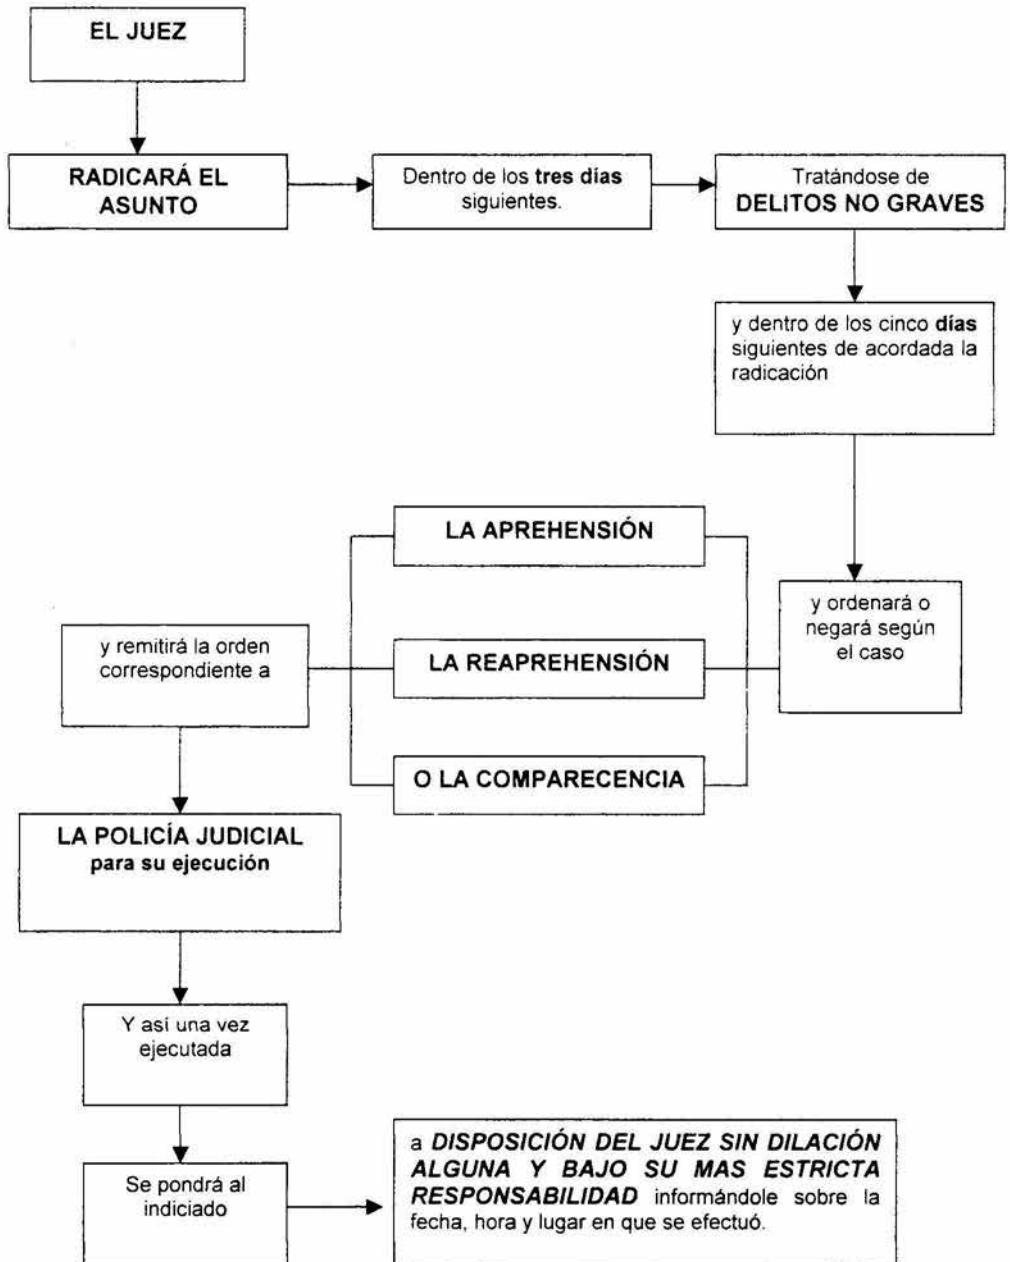 EL JUEZ
RADICARÁ EL
ASUNTO
Dentro de los tres días
siguientes.
Tratándose de
DELITOS NO GRAVES
y dentro de los cinco días
siguientes de acordada la
radicación
y ordenará o
negará según
el caso
LA APREHENSIÓN
LA REAPREHENSIÓN
O LA COMPARECENCIA
y remitirá la orden
correspondiente a
LA POLICÍA JUDICIAL
para su ejecución
Y así una vez
ejecutada
Se pondrá al
indiciado
a DISPOSICIÓN DEL JUEZ SIN DILACIÓN
ALGUNA Y BAJO SU MAS ESTRICTA
RESPONSABILIDAD informándole sobre la
fecha, hora y lugar en que se efectuó.